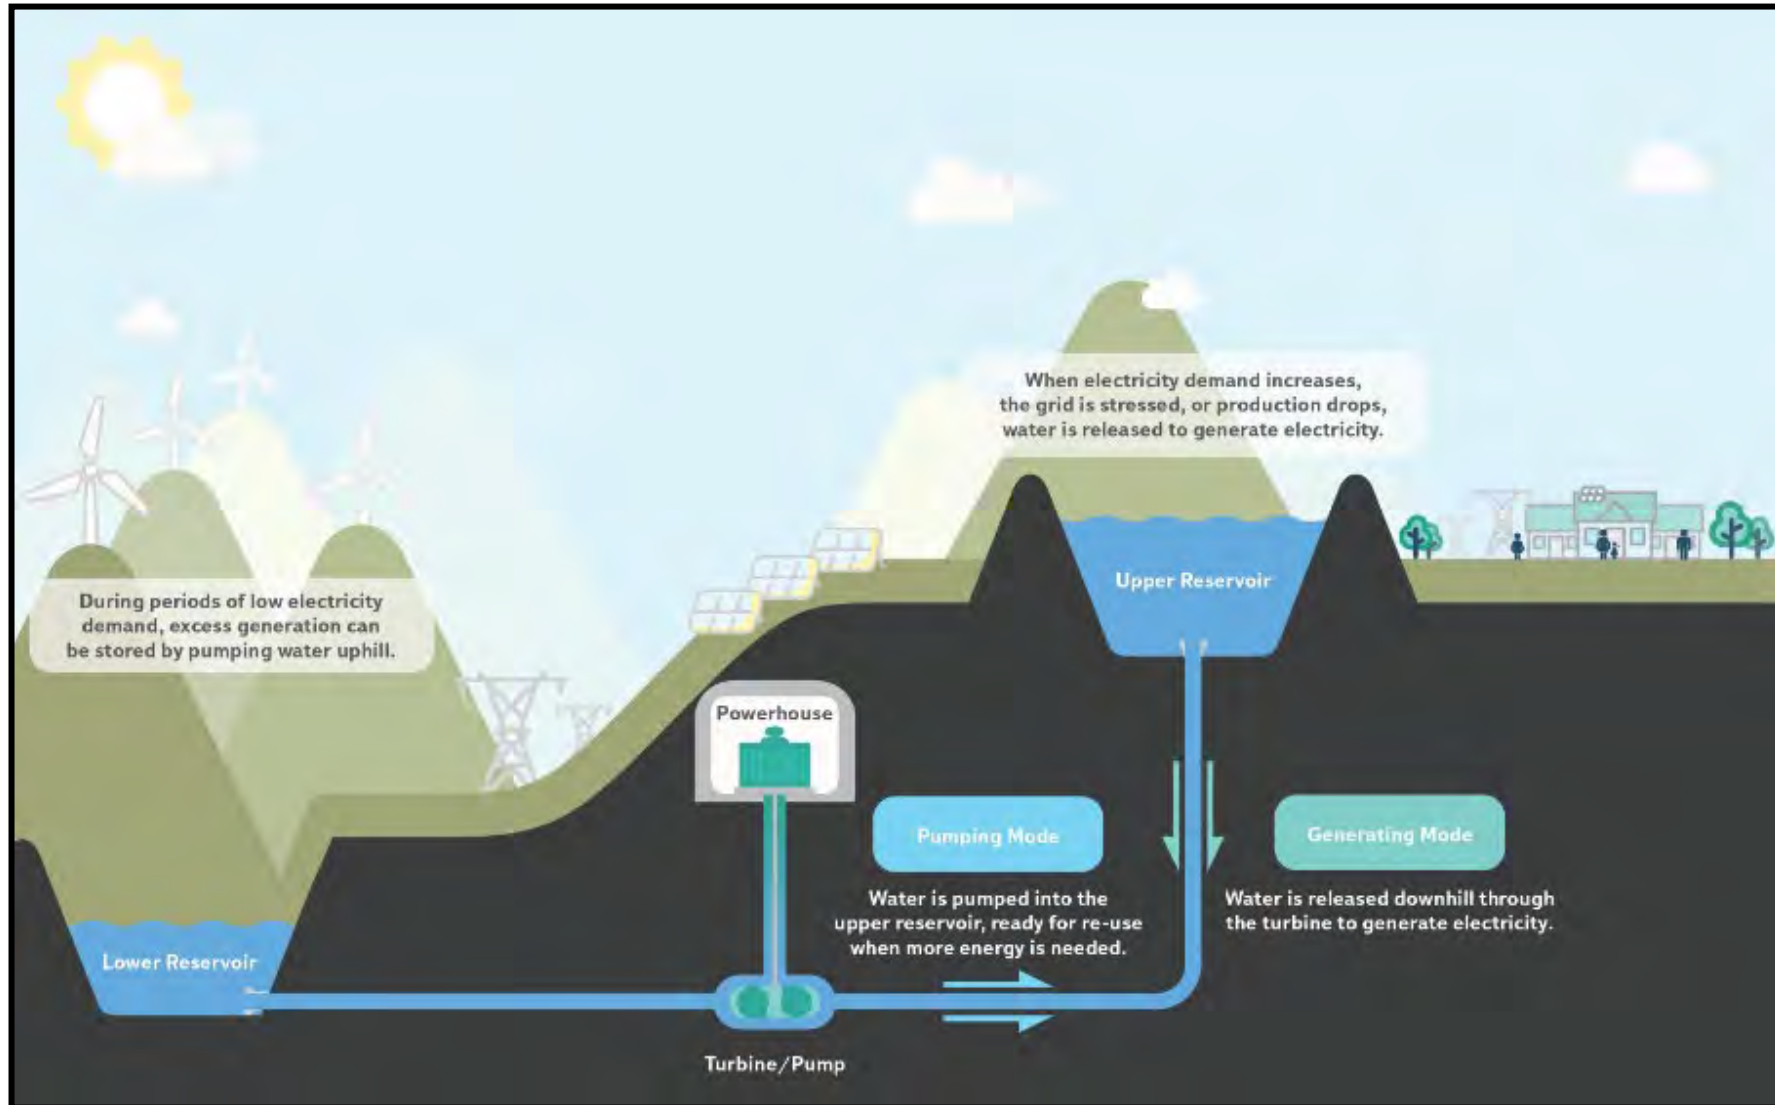 When electricity demand increases,
the grid is stressed, or production drops,
water is released to generate electricity.
During periods of low electricity
demand, excess generation can
be stored by pumping water uphill.
Upper Reservoir
Powerhouse
Pumping Mode
Water is pumped into the
upper reservoir, ready for re-use
when more energy is needed.
Generating Mode
Water is released downhill through
the turbine to generate electricity.
Lower Reservoir
Turbine/Pump